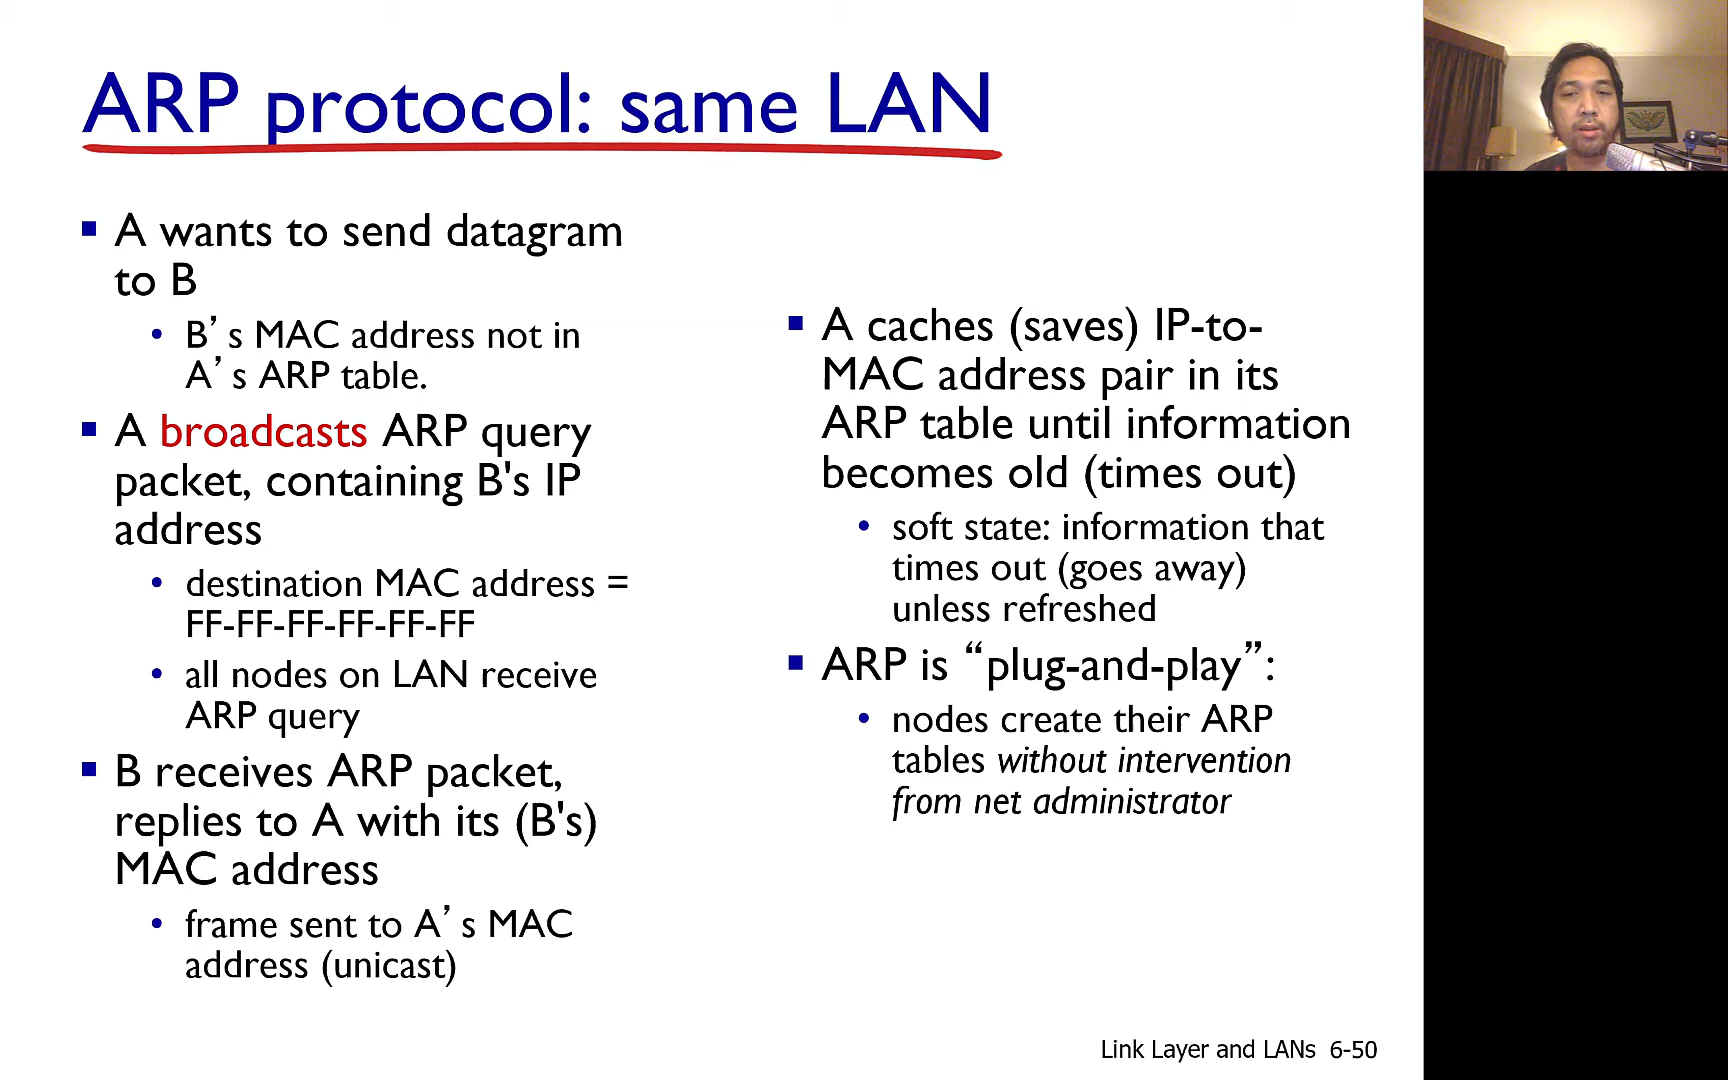 ARP protocol: same LAN
A wants to send datagram
to B
B’s MAC address not in
A’s ARP table.
A broadcasts ARP query
packet, containing B's IP
address
destination MAC address =
FF-FF-FF-FF-FF-FF
all nodes on LAN receive
ARP query
B receives ARP packet,
replies to A with its (B's)
MAC address
frame sent to A’s MAC
address (unicast)
A caches (saves) IP-to-
MAC address pair in its
ARP table until information
becomes old (times out)
soft state: information that
times out (goes away)
unless refreshed
ARP is “plug-and-play”:
nodes create their ARP
tables without intervention
from net administrator
Link Layer and LANs 6-50